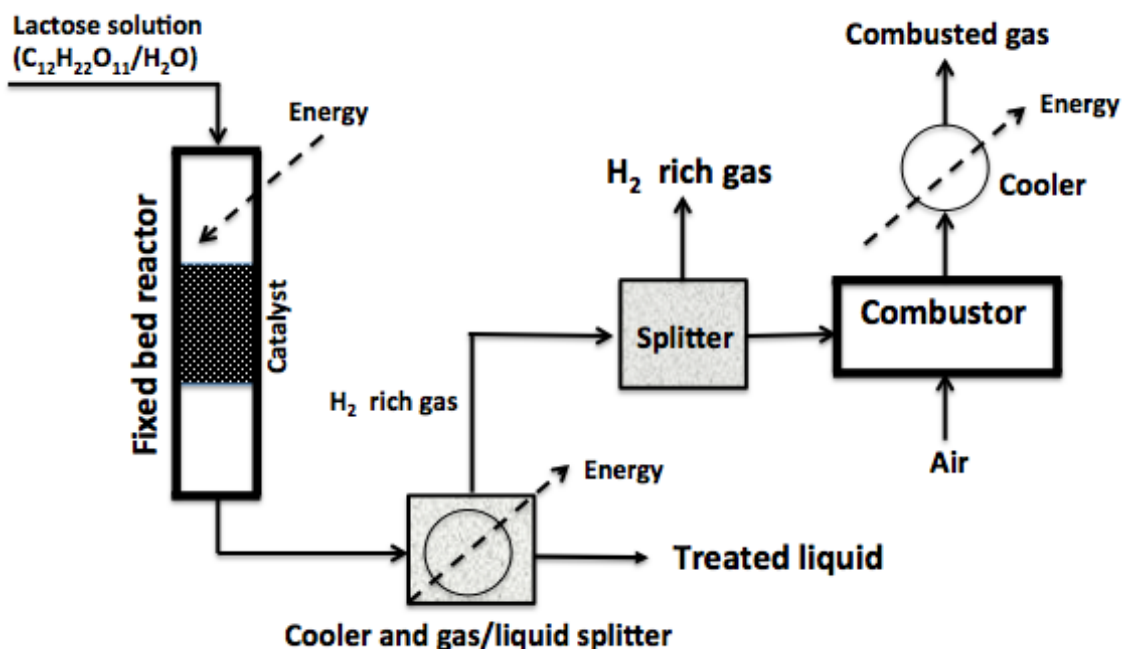 Lactose solution
(C₁₂H₂₂O₁₁/H₂O)
Energy
Fixed bed reactor
Catalyst
H₂ rich gas
Energy
Treated liquid
Cooler and gas/liquid splitter
H₂ rich gas
Splitter
Combusted gas
Energy
Cooler
Combustor
Air